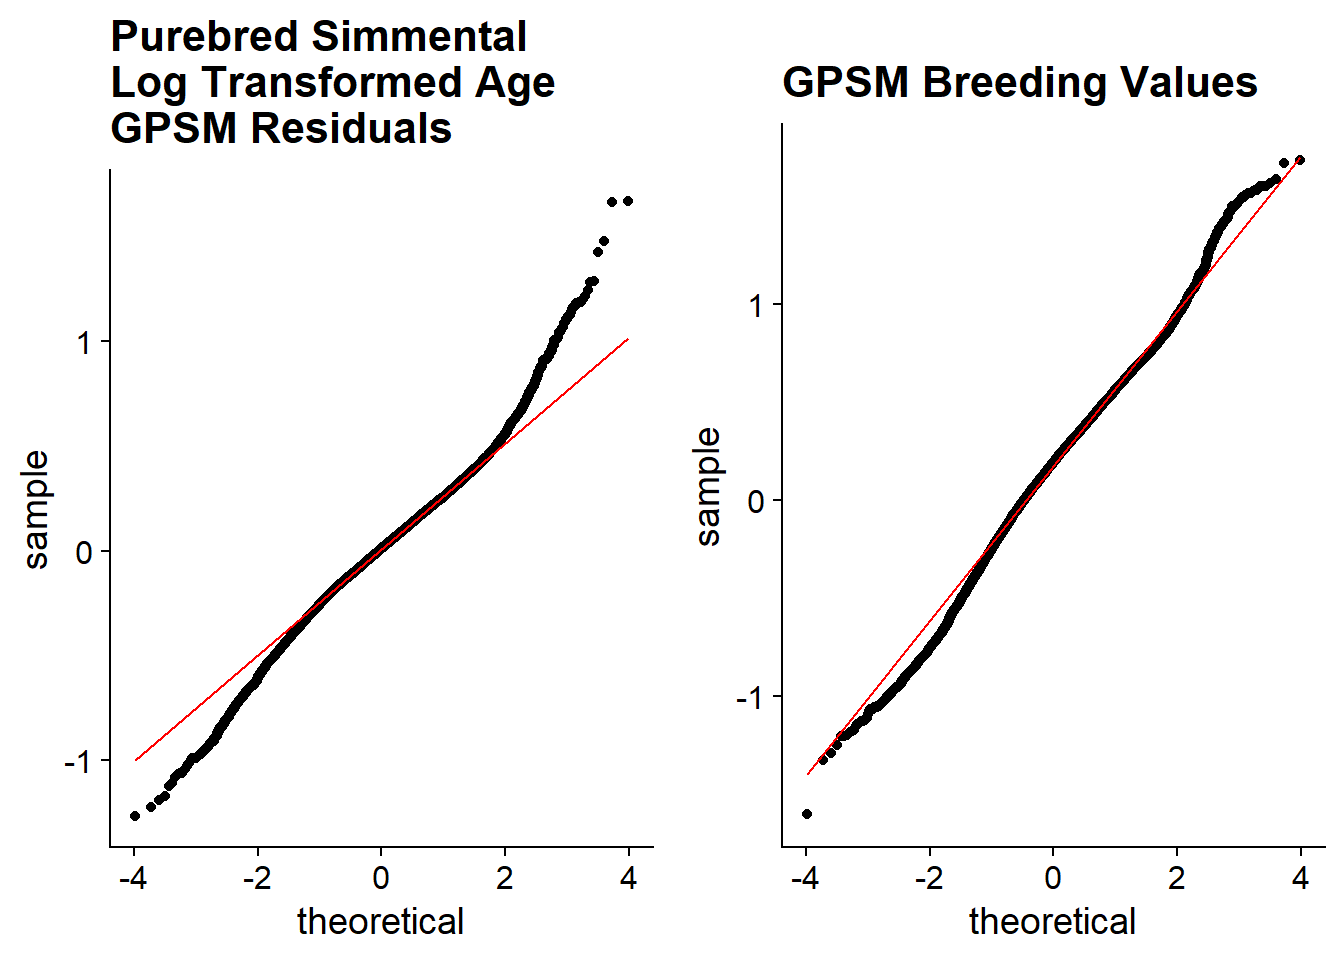 Purebred Simmental
Log Transformed Age
GPSM Residuals
1
0
-1
sample
-4
-2
0
2
4
theoretical
GPSM Breeding Values
1
0
-1
sample
-4
-2
0
2
4
theoretical